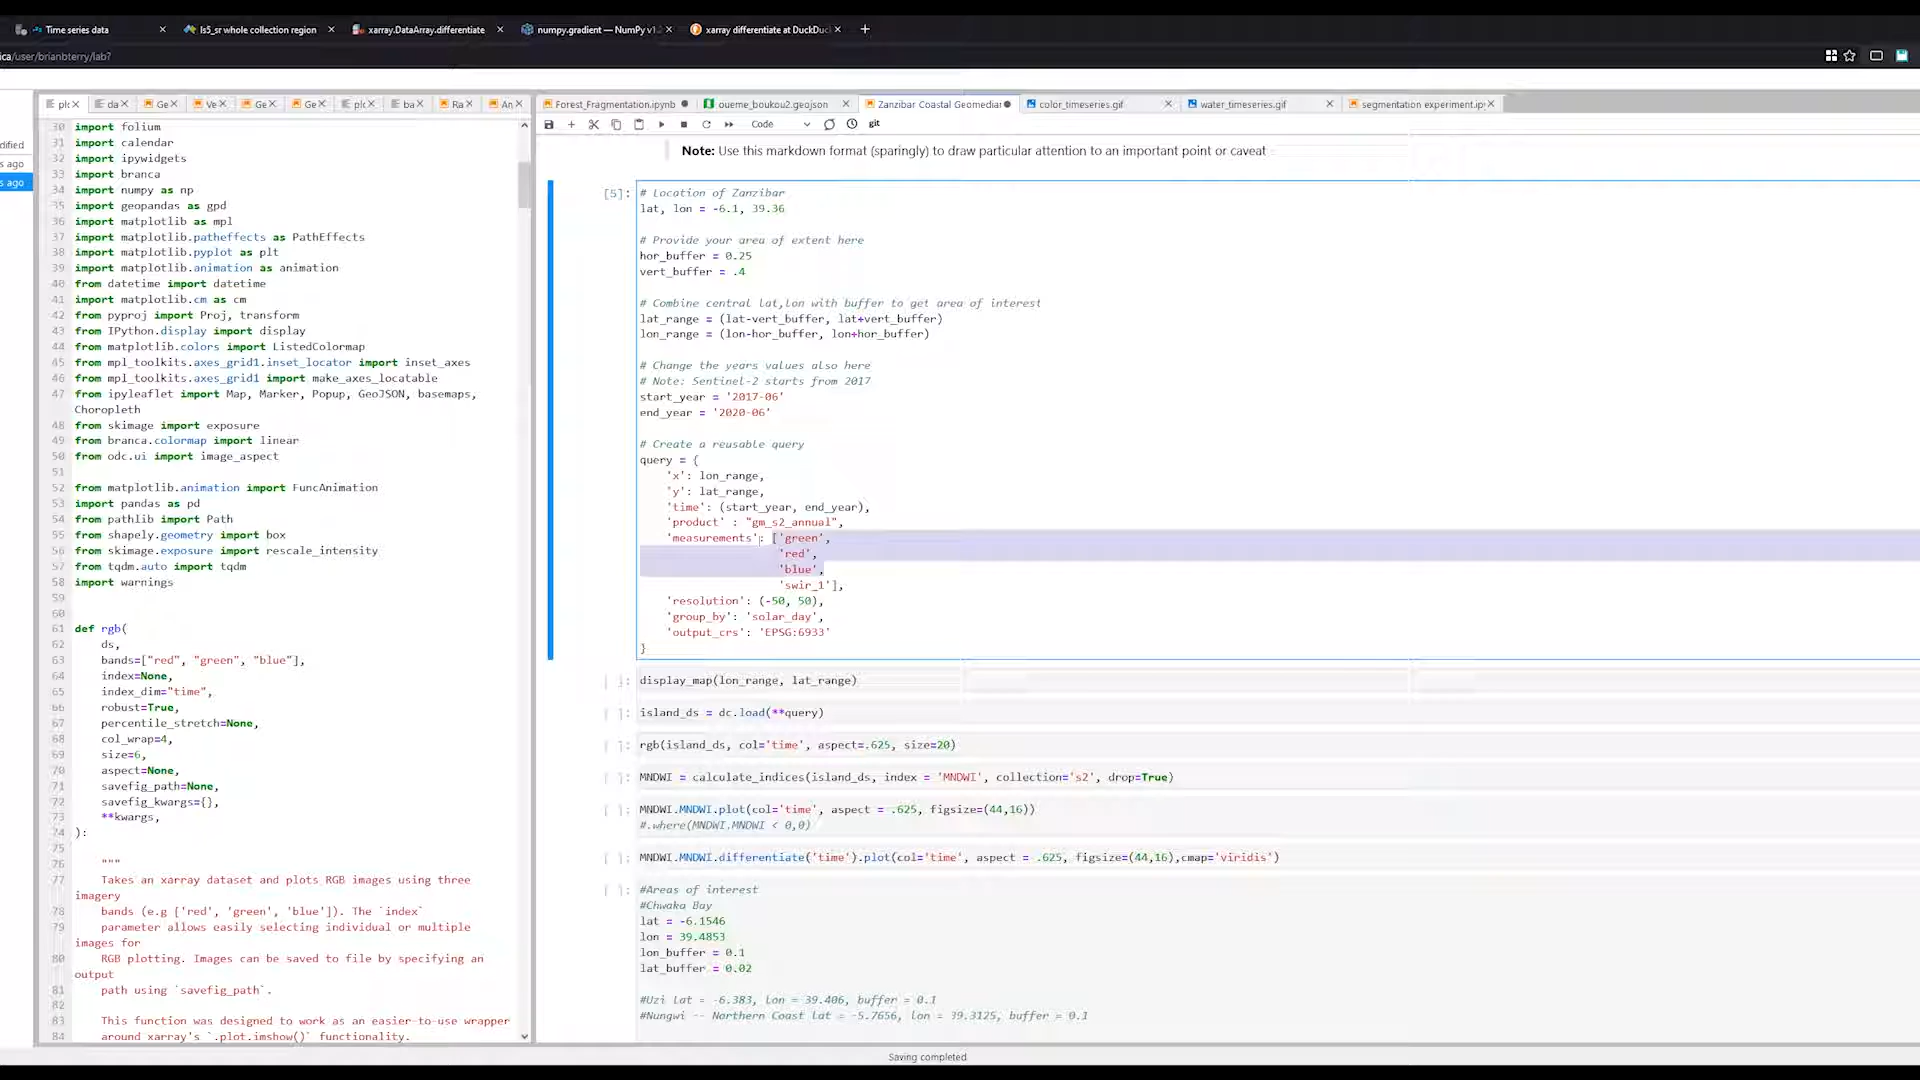 Time series data
ls5_sr whole collection region
xarray.DataArray.differentiate
numpy.gradient — NumPy v1.
xarray differentiate at DuckDuc
ica/user/brianbterry/lab?
dified
s ago
s ago
plc
da
Ge
Ve
Ge
Ge
plc
ba
Ra
An
Forest_Fragmentation.ipynb
oueme_boukou2.geojson
Zanzibar Coastal Geomedian
color_timeseries.gif
water_timeseries.gif
segmentation experiment.ipy
Code
git
30 import folium
31 import calendar
32 import ipywidgets
33 import branca
34 import numpy as np
35 import geopandas as gpd
36 import matplotlib as mpl
37 import matplotlib.patheffects as PathEffects
38 import matplotlib.pyplot as plt
39 import matplotlib.animation as animation
40 from datetime import datetime
41 import matplotlib.cm as cm
42 from pyproj import Proj, transform
43 from IPython.display import display
44 from matplotlib.colors import ListedColormap
45 from mpl_toolkits.axes_grid1.inset_locator import inset_axes
46 from mpl_toolkits.axes_grid1 import make_axes_locatable
47 from ipyleaflet import Map, Marker, Popup, GeoJSON, basemaps,
Choropleth
48 from skimage import exposure
49 from branca.colormap import linear
50 from odc.ui import image_aspect
51
52 from matplotlib.animation import FuncAnimation
53 import pandas as pd
54 from pathlib import Path
55 from shapely.geometry import box
56 from skimage.exposure import rescale_intensity
57 from tqdm.auto import tqdm
58 import warnings
59
60
61 def rgb(
62 ds,
63 bands=["red", "green", "blue"],
64 index=None,
65 index_dim="time",
66 robust=True,
67 percentile_stretch=None,
68 col_wrap=4,
69 size=6,
70 aspect=None,
71 savefig_path=None,
72 savefig_kwargs={},
73 **kwargs,
74 ):
75
76 """
77 Takes an xarray dataset and plots RGB images using three
imagery
78 bands (e.g ['red', 'green', 'blue']). The `index`
79 parameter allows easily selecting individual or multiple
images for
80 RGB plotting. Images can be saved to file by specifying an
output
81 path using `savefig_path`.
82
83 This function was designed to work as an easier-to-use wrapper
84 around xarray's `.plot.imshow()` functionality.
Note: Use this markdown format (sparingly) to draw particular attention to an important point or caveat
[5]: # Location of Zanzibar
lat, lon = -6.1, 39.36
# Provide your area of extent here
hor_buffer = 0.25
vert_buffer = .4
# Combine central lat,lon with buffer to get area of interest
lat_range = (lat-vert_buffer, lat+vert_buffer)
lon_range = (lon-hor_buffer, lon+hor_buffer)
# Change the years values also here
# Note: Sentinel-2 starts from 2017
start_year = '2017-06'
end_year = '2020-06'
# Create a reusable query
query = {
'x': lon_range,
'y': lat_range,
'time': (start_year, end_year),
'product' : "gm_s2_annual",
'measurements': ['green',
'red',
'blue',
'swir_1'],
'resolution': (-50, 50),
'group_by': 'solar_day',
'output_crs': 'EPSG:6933'
}
[ ]: display_map(lon_range, lat_range)
[ ]: island_ds = dc.load(**query)
[ ]: rgb(island_ds, col='time', aspect=.625, size=20)
[ ]: MNDWI = calculate_indices(island_ds, index = 'MNDWI', collection='s2', drop=True)
[ ]: MNDWI.MNDWI.plot(col='time', aspect = .625, figsize=(44,16))
#.where(MNDWI.MNDWI < 0,0)
[ ]: MNDWI.MNDWI.differentiate('time').plot(col='time', aspect = .625, figsize=(44,16),cmap='viridis')
[ ]: #Areas of interest
#Chwaka Bay
lat = -6.1546
lon = 39.4853
lon_buffer = 0.1
lat_buffer = 0.02
#Uzi lat = -6.383, lon = 39.406, buffer = 0.1
#Nungwi -- Northern Coast lat = -5.7656, lon = 39.3125, buffer = 0.1
Saving completed